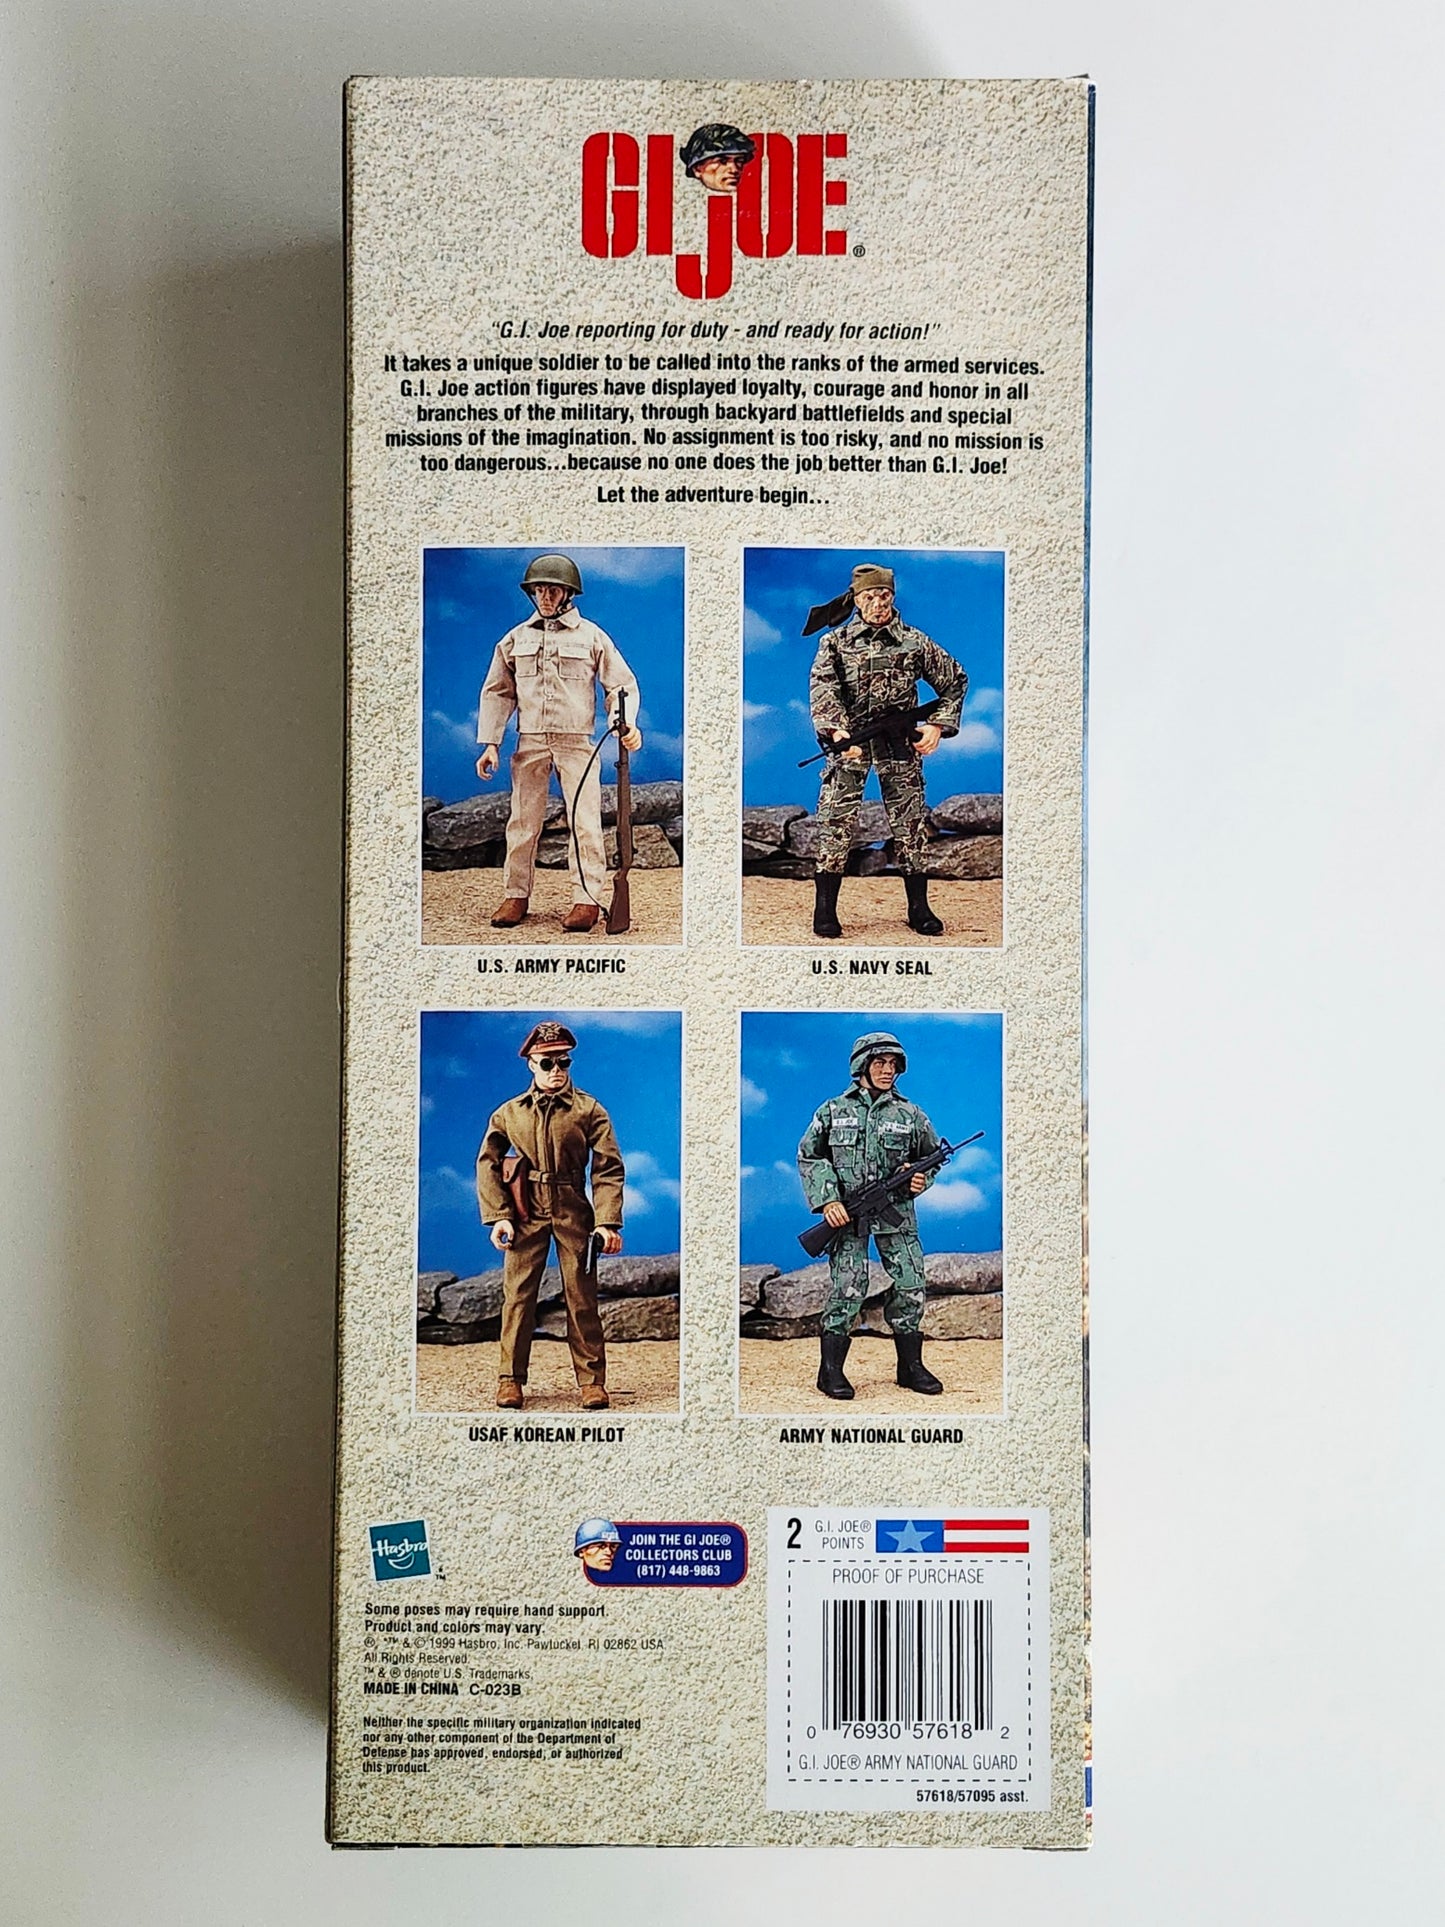 GI JOE®
"G.I. Joe reporting for duty - and ready for action!"
It takes a unique soldier to be called into the ranks of the armed services.
G.I. Joe action figures have displayed loyalty, courage and honor in all
branches of the military, through backyard battlefields and special
missions of the imagination. No assignment is too risky, and no mission is
too dangerous...because no one does the job better than G.I. Joe!
Let the adventure begin...
U.S. ARMY PACIFIC
U.S. NAVY SEAL
G.I. JOE
U.S. ARMY
USAF KOREAN PILOT
ARMY NATIONAL GUARD
Hasbro
™
JOIN THE GI JOE®
COLLECTORS CLUB
(817) 448-9863
Some poses may require hand support.
Product and colors may vary.
®, *™ & © 1999 Hasbro, Inc. Pawtucket, RI 02862 USA.
All Rights Reserved.
™ & ® denote U.S. Trademarks.
MADE IN CHINA C-023B
Neither the specific military organization indicated
nor any other component of the Department of
Defense has approved, endorsed, or authorized
this product.
2 G.I. JOE®
POINTS
PROOF OF PURCHASE
0 76930 57618 2
G.I. JOE® ARMY NATIONAL GUARD
57618/57095 asst.